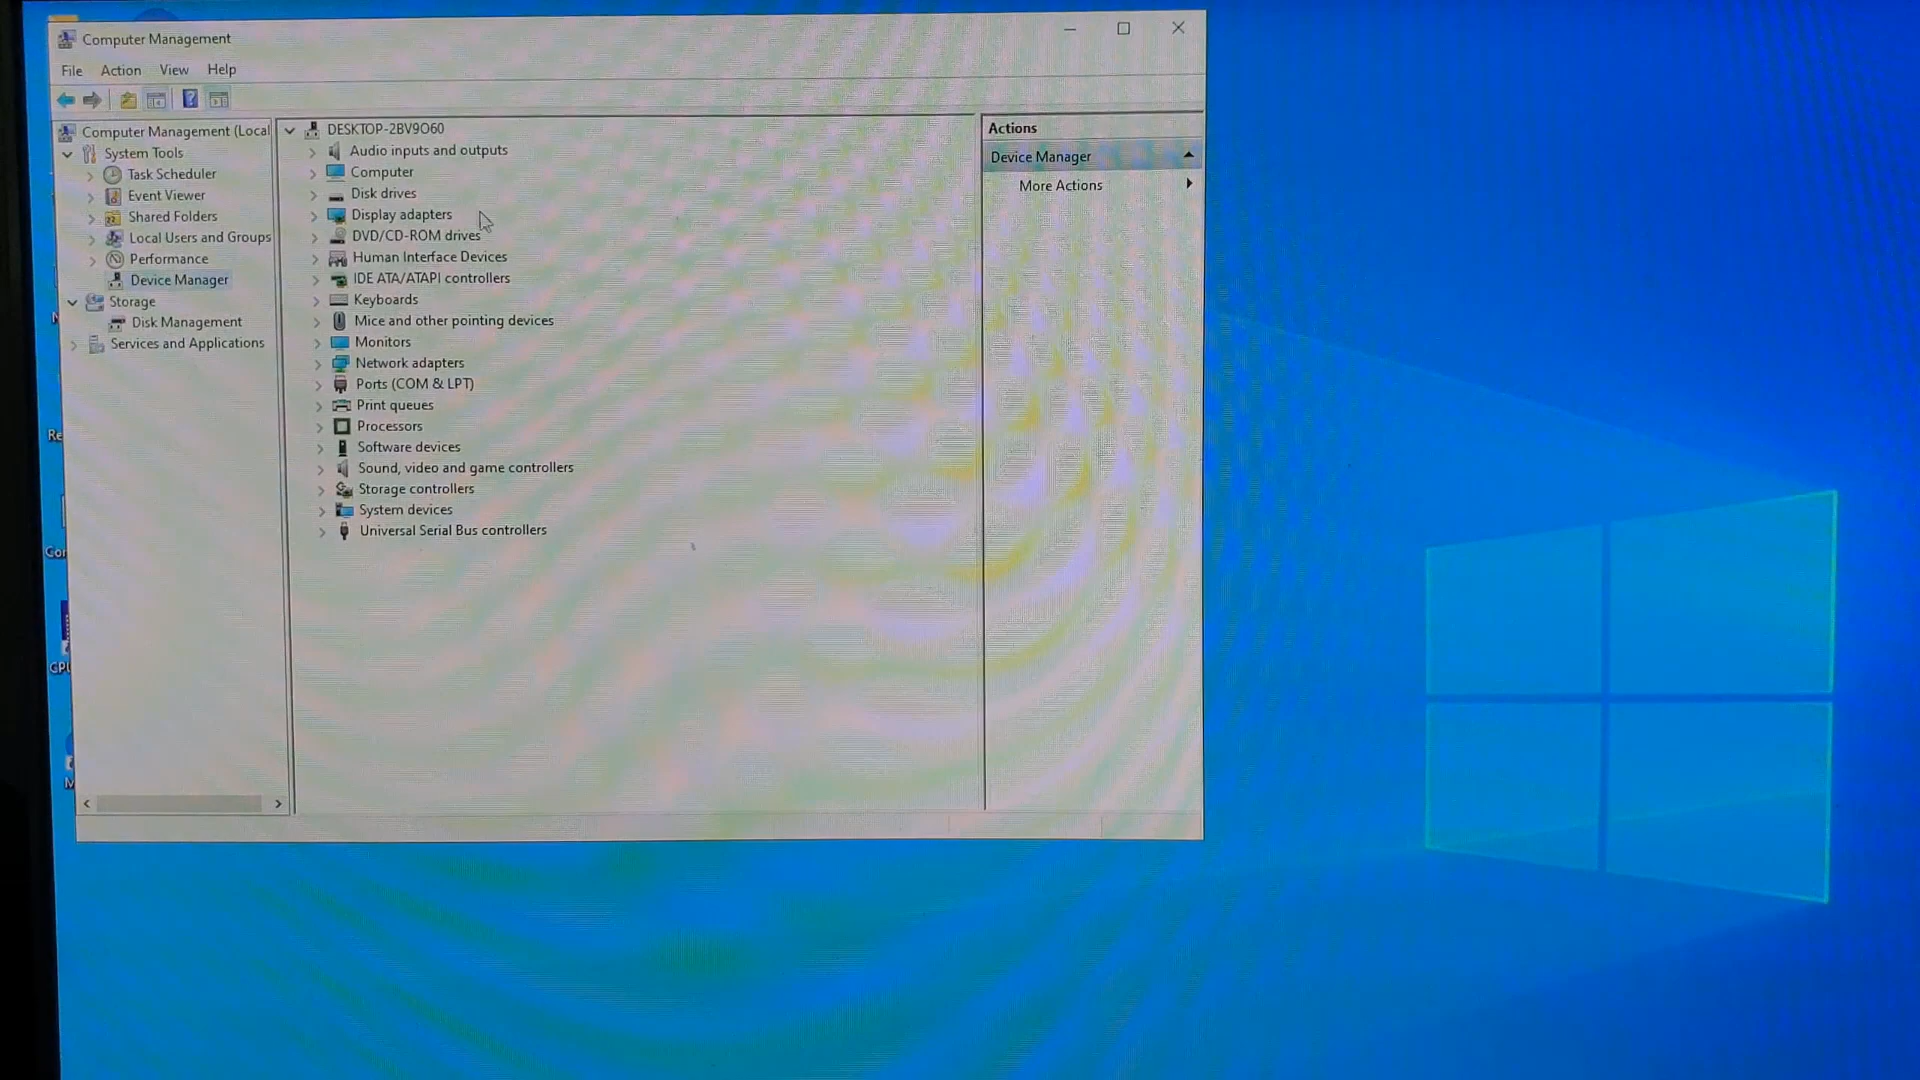 Computer Management
File Action View Help
Computer Management (Local
System Tools
Task Scheduler
Event Viewer
Shared Folders
Local Users and Groups
Performance
Device Manager
Storage
Disk Management
Services and Applications
DESKTOP-2BV9O60
Audio inputs and outputs
Computer
Disk drives
Display adapters
DVD/CD-ROM drives
Human Interface Devices
IDE ATA/ATAPI controllers
Keyboards
Mice and other pointing devices
Monitors
Network adapters
Ports (COM & LPT)
Print queues
Processors
Software devices
Sound, video and game controllers
Storage controllers
System devices
Universal Serial Bus controllers
Actions
Device Manager
More Actions
Re
Cor